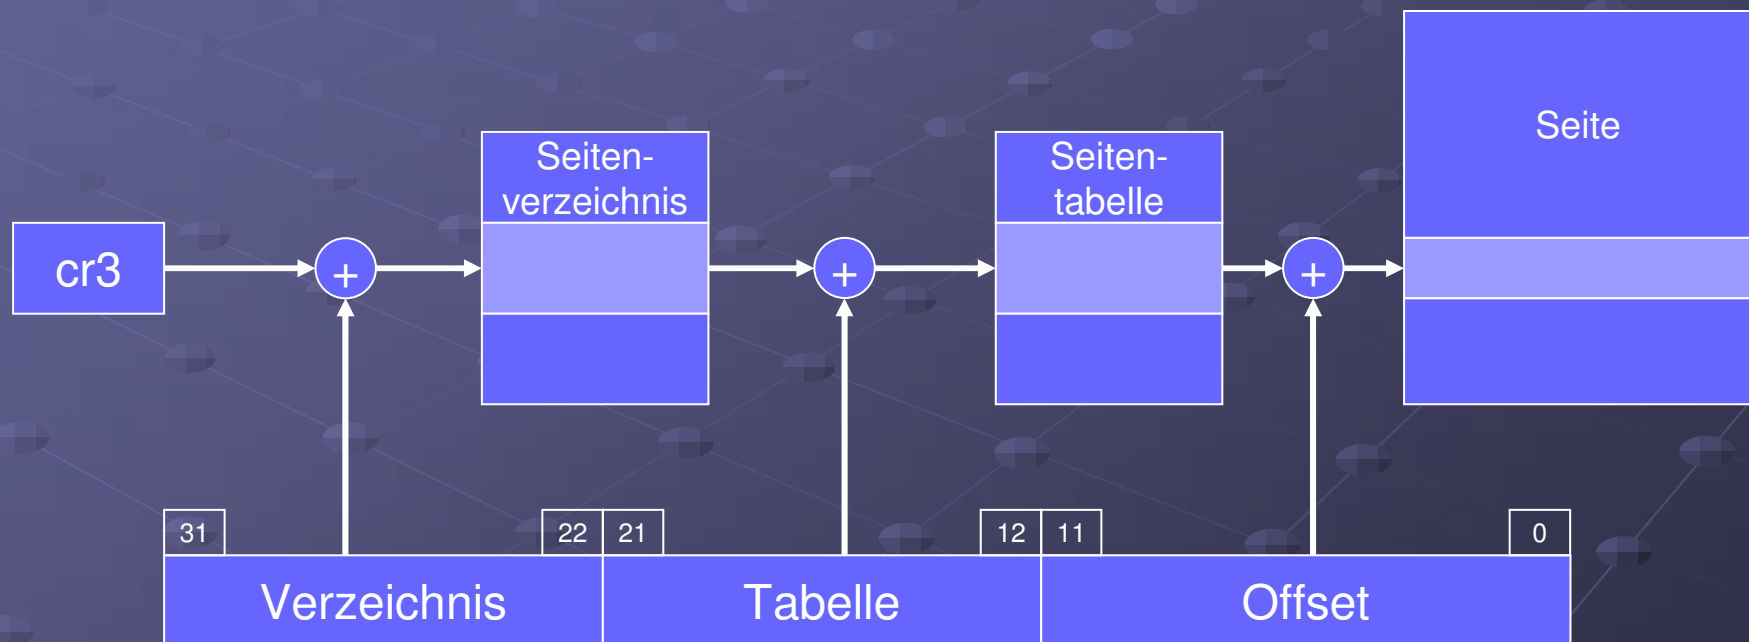 Seite
Seiten-
verzeichnis
Seiten-
tabelle
cr3
+
+
+
31
22
21
12
11
0
Verzeichnis
Tabelle
Offset